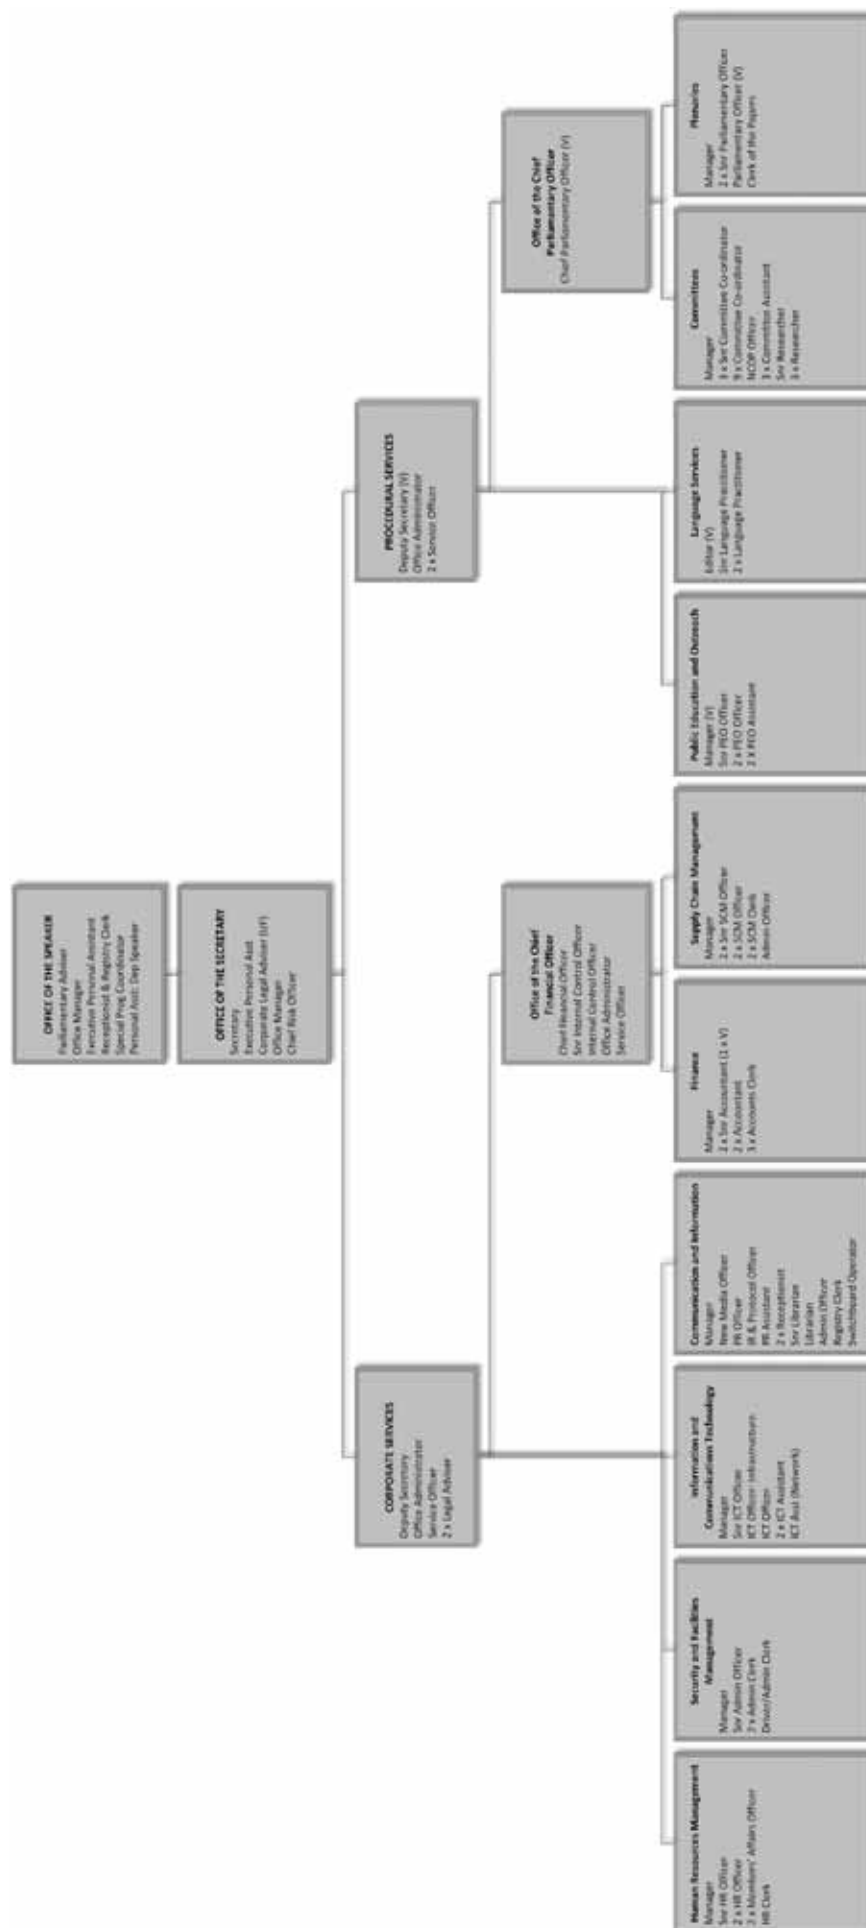 OFFICE OF THE SPEAKER
Parliamentary Adviser
Office Manager
Executive Personal Assistant
Receptionist & Registry Clerk
Special Prog Coordinator
Personal Asst: Dep Speaker
OFFICE OF THE SECRETARY
Secretary
Executive Personal Asst
Corporate Legal Adviser (UF)
Office Manager
Chief Risk Officer
CORPORATE SERVICES
Deputy Secretary
Office Administrator
Service Officer
2 x Legal Adviser
PROCEDURAL SERVICES
Deputy Secretary (V)
Office Administrator
2 x Service Officer
Office of the Chief
Financial Officer
Chief Financial Officer
Snr Internal Control Officer
Internal Control Officer
Office Administrator
Service Officer
Office of the Chief
Parliamentary Officer
Chief Parliamentary Officer (V)
Human Resources Management
Manager
Snr HR Officer
2 x HR Officer
2 x Members' Affairs Officer
HR Clerk
Security and Facilities
Management
Manager
Snr Admin Officer
2 x Admin Clerk
Driver/Admin Clerk
Information and
Communications Technology
Manager
Snr ICT Officer
ICT Officer: Infrastructure
ICT Officer
2 x ICT Assistant
ICT Asst (Network)
Communication and Information
Manager
New Media Officer
PR Officer
IR & Protocol Officer
PR Assistant
2 x Receptionist
Snr Librarian
Librarian
Admin Officer
Registry Clerk
Switchboard Operator
Finance
Manager
2 x Snr Accountant (1 x V)
2 x Accountant
3 x Accounts Clerk
Supply Chain Management
Manager
2 x Snr SCM Officer
2 x SCM Officer
2 x SCM Clerk
Admin Officer
Public Education and Outreach
Manager (V)
Snr PEO Officer
2 x PEO Officer
2 X PEO Assistant
Language Services
Editor (V)
Snr Language Practitioner
2 x Language Practitioner
Committees
Manager
3 x Snr Committee Co-ordinator
9 x Committee Co-ordinator
NCOP Officer
3 x Committee Assistant
Snr Researcher
3 x Researcher
Plenaries
Manager
2 x Snr Parliamentary Officer
Parliamentary Officer (V)
Clerk of the Papers